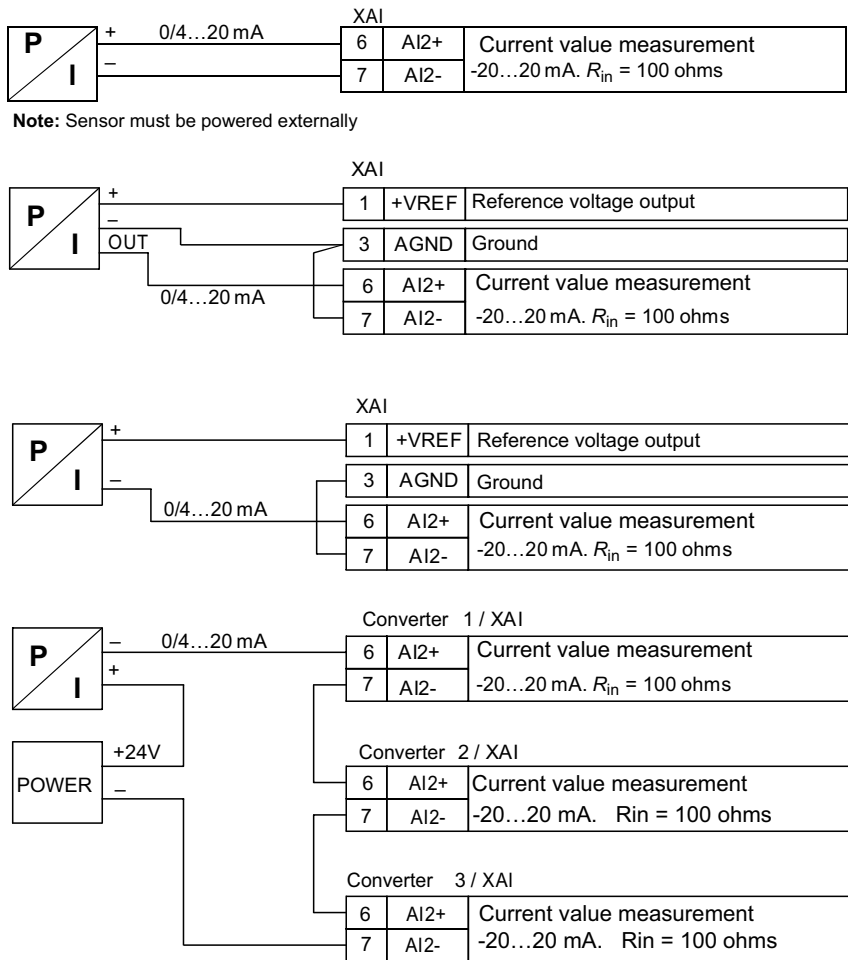 XAI
P
I
+ 0/4…20 mA
–
6 AI2+ Current value measurement
7 AI2- -20…20 mA. Rin = 100 ohms
Note: Sensor must be powered externally
XAI
P
I
+
–
OUT
0/4…20 mA
1 +VREF Reference voltage output
3 AGND Ground
6 AI2+ Current value measurement
7 AI2- -20…20 mA. Rin = 100 ohms
XAI
P
I
+
–
0/4…20 mA
1 +VREF Reference voltage output
3 AGND Ground
6 AI2+ Current value measurement
7 AI2- -20…20 mA. Rin = 100 ohms
Converter 1 / XAI
P
I
– 0/4…20 mA
+
6 AI2+ Current value measurement
7 AI2- -20…20 mA. Rin = 100 ohms
POWER
+24V
–
Converter 2 / XAI
6 AI2+ Current value measurement
7 AI2- -20…20 mA. Rin = 100 ohms
Converter 3 / XAI
6 AI2+ Current value measurement
7 AI2- -20…20 mA. Rin = 100 ohms